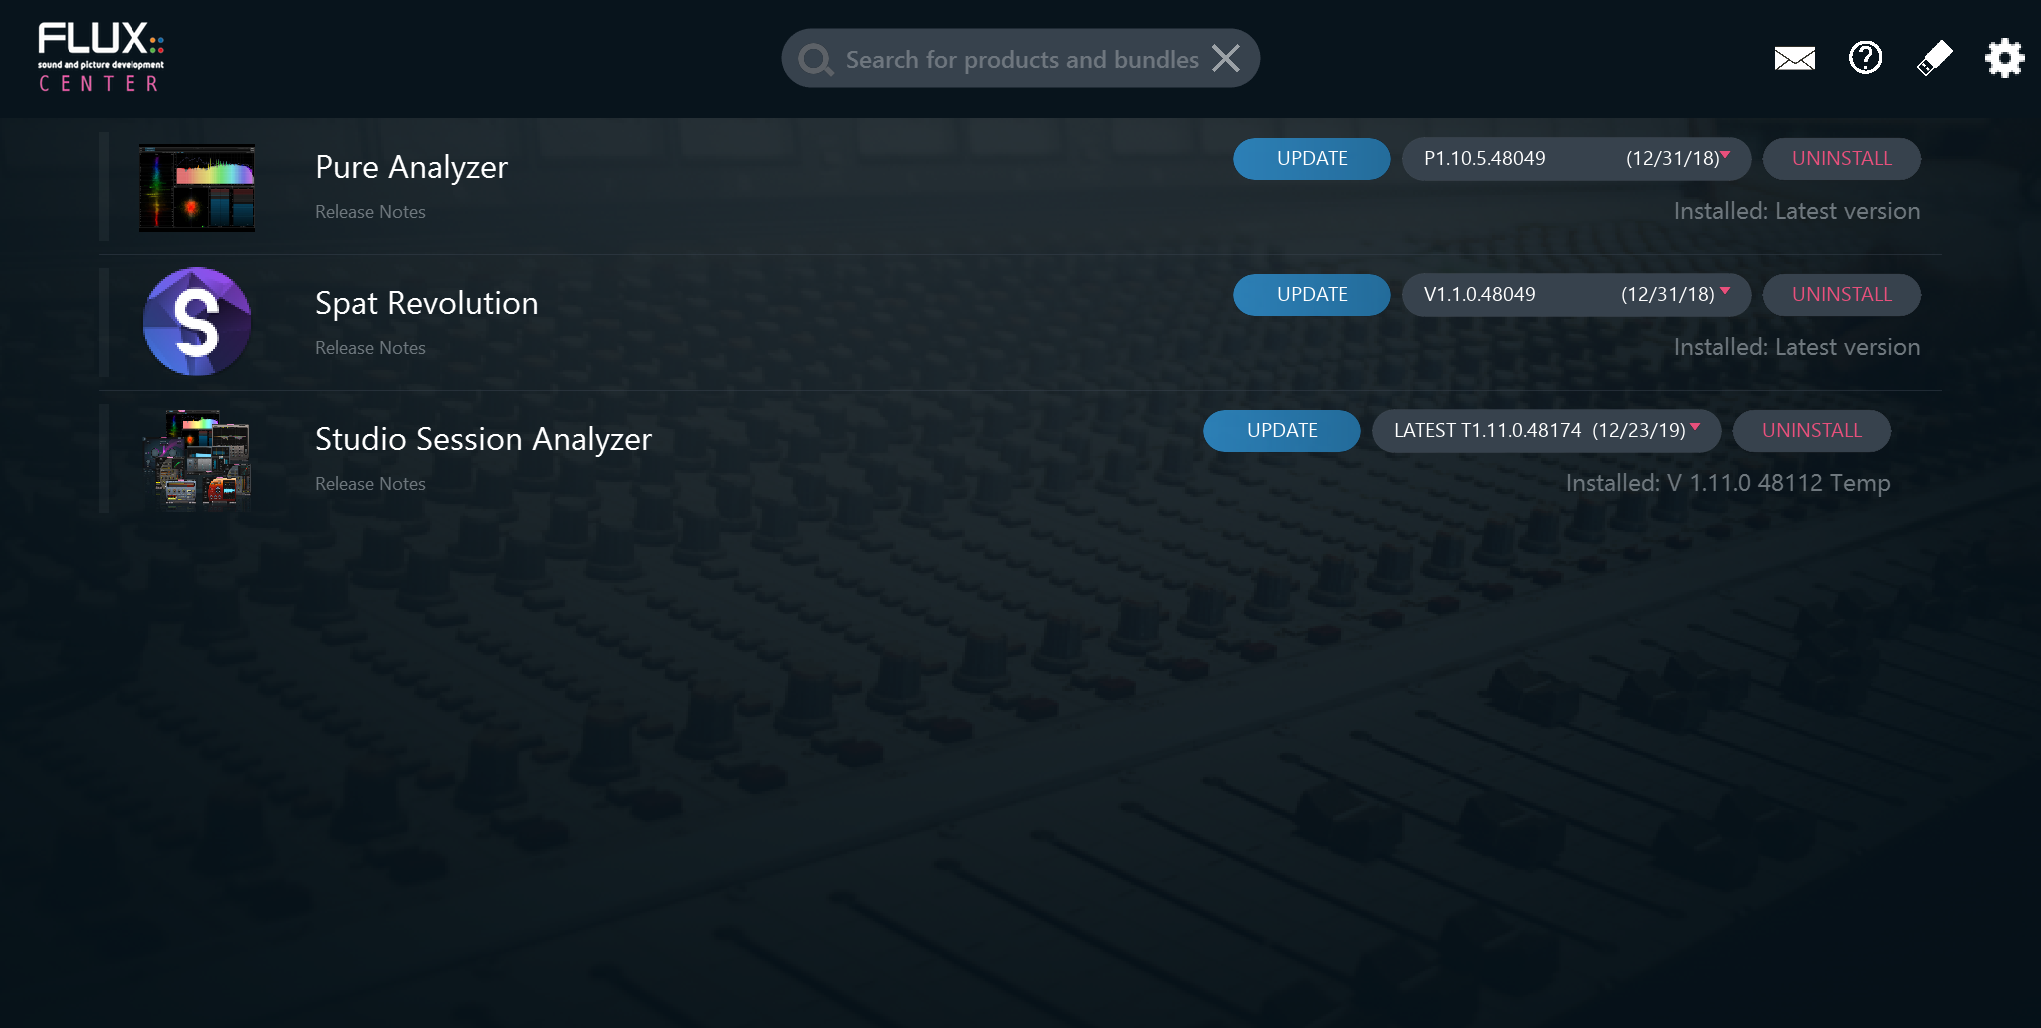 FLUX::
sound and picture development
CENTER
Search for products and bundles
Pure Analyzer
UPDATE P1.10.5.48049 (12/31/18) UNINSTALL
Release Notes
Installed: Latest version
Spat Revolution
UPDATE V1.1.0.48049 (12/31/18) UNINSTALL
Release Notes
Installed: Latest version
Studio Session Analyzer
UPDATE LATEST T1.11.0.48174 (12/23/19) UNINSTALL
Release Notes
Installed: V 1.11.0 48112 Temp